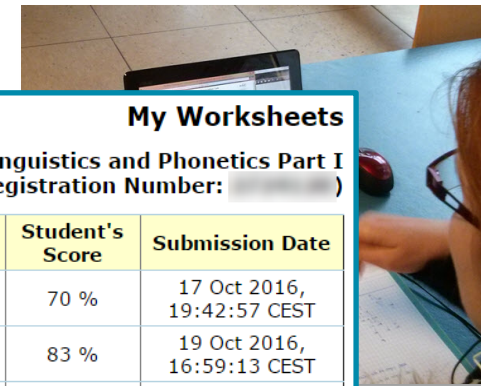 My Worksheets
nguistics and Phonetics Part I
egistration Number: )
Student's Score Submission Date
70 % 17 Oct 2016, 19:42:57 CEST
83 % 19 Oct 2016, 16:59:13 CEST